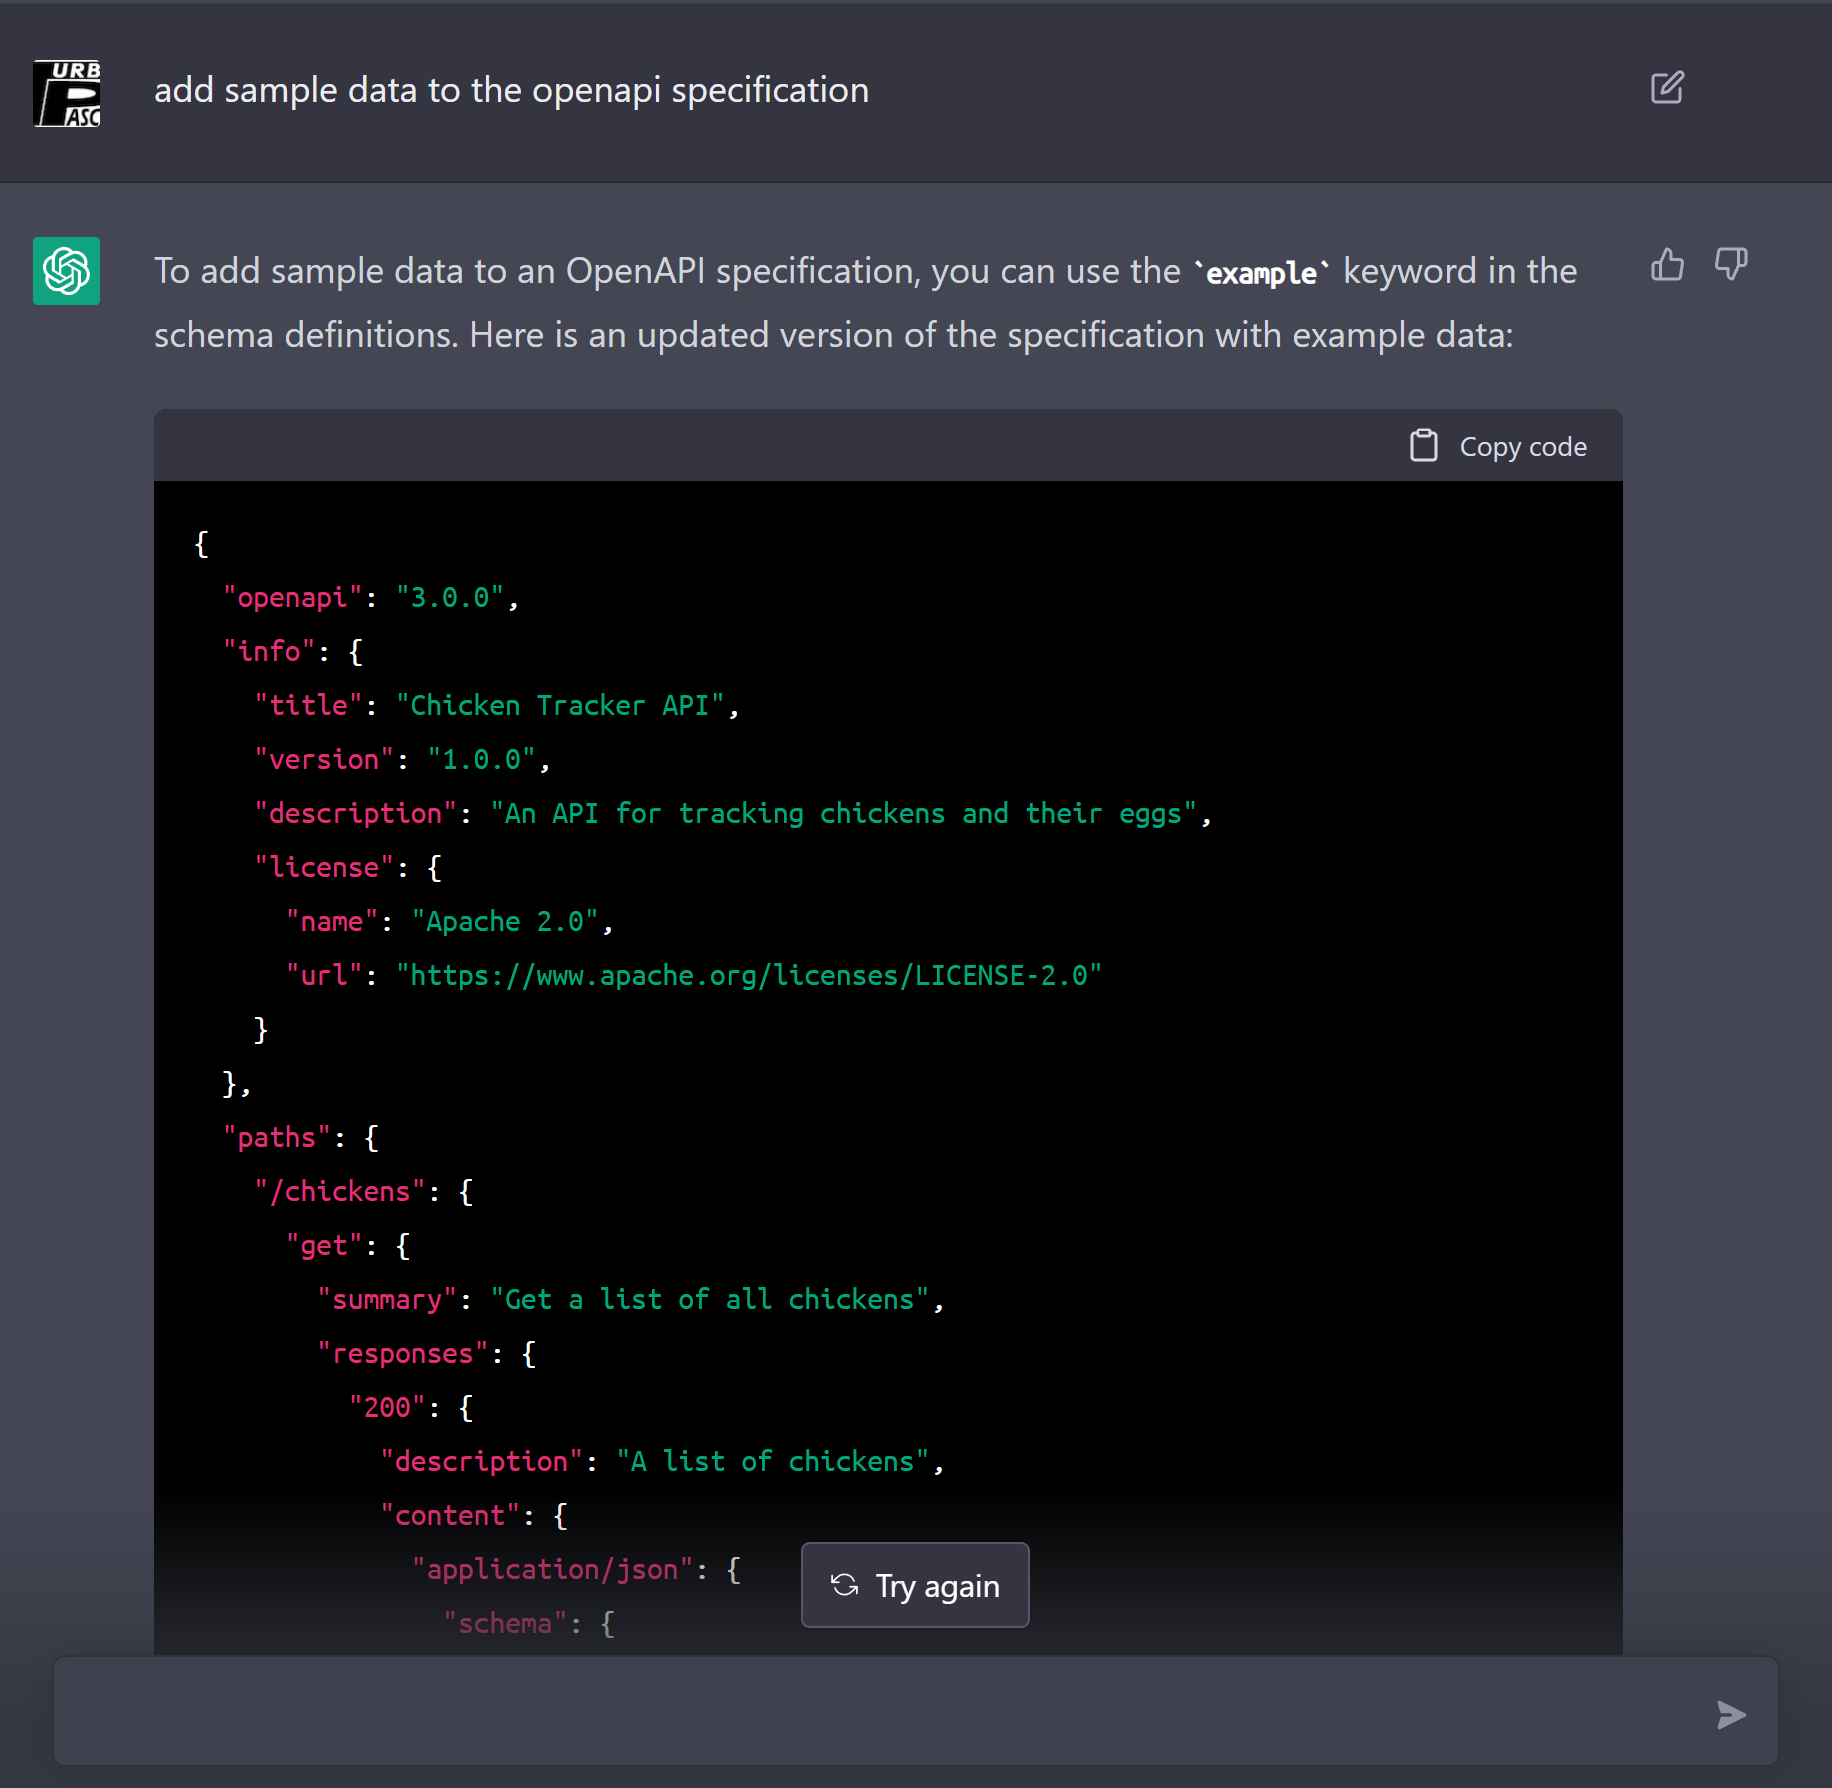 URB
P
ASC
add sample data to the openapi specification
To add sample data to an OpenAPI specification, you can use the `example` keyword in the
schema definitions. Here is an updated version of the specification with example data:
Copy code
{
  "openapi": "3.0.0",
  "info": {
    "title": "Chicken Tracker API",
    "version": "1.0.0",
    "description": "An API for tracking chickens and their eggs",
    "license": {
      "name": "Apache 2.0",
      "url": "https://www.apache.org/licenses/LICENSE-2.0"
    }
  },
  "paths": {
    "/chickens": {
      "get": {
        "summary": "Get a list of all chickens",
        "responses": {
          "200": {
            "description": "A list of chickens",
            "content": {
              "application/json": {
                "schema": {
Try again